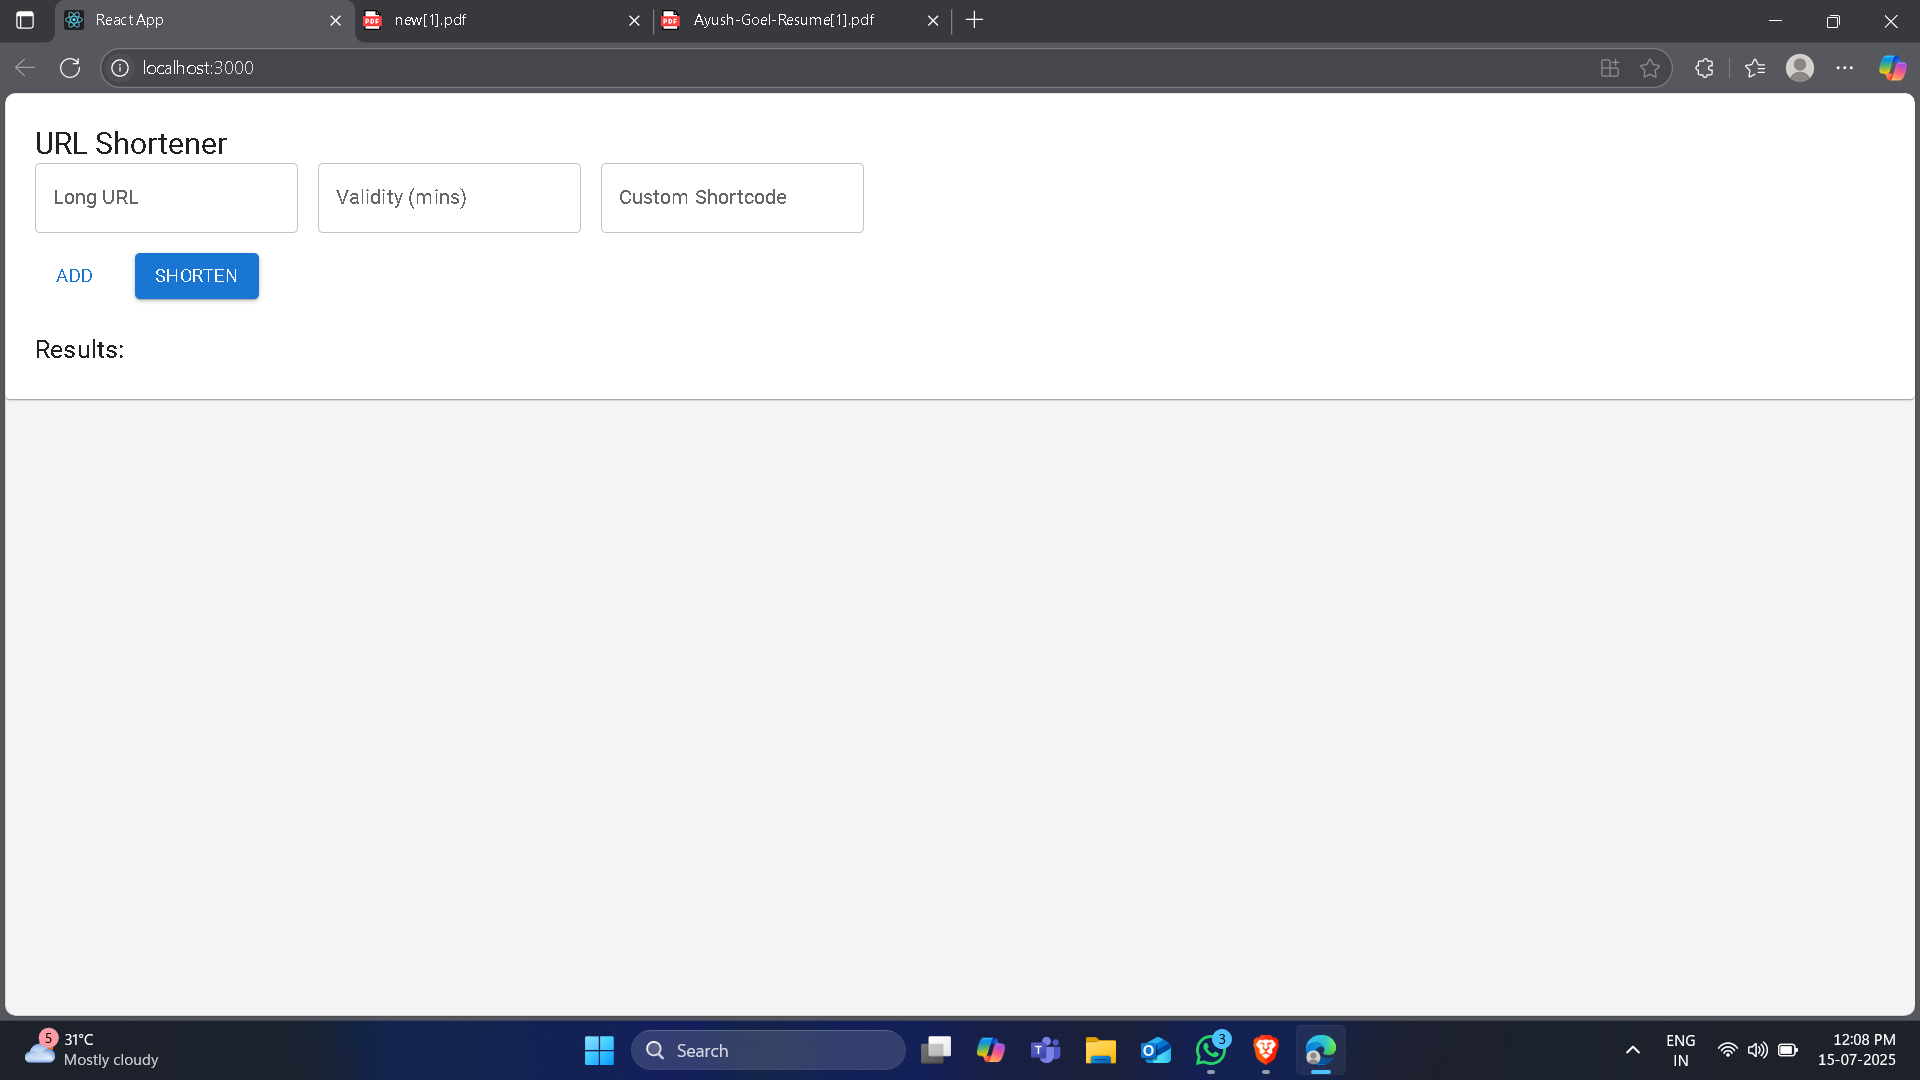 React App
new[1].pdf
Ayush-Goel-Resume[1].pdf
localhost:3000
URL Shortener
Long URL
Validity (mins)
Custom Shortcode
ADD
SHORTEN
Results:
5
31°C
Mostly cloudy
Search
3
ENG
IN
12:08 PM
15-07-2025